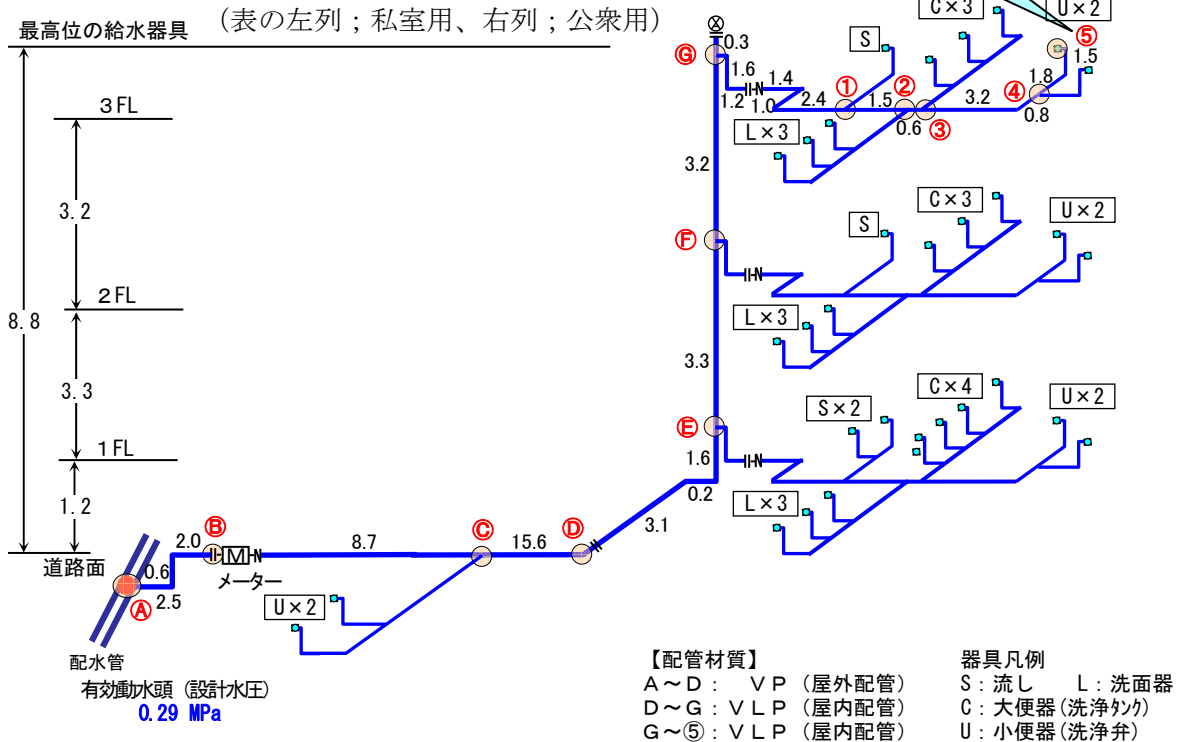 (表の左列；私室用、右列；公衆用)
最高位の給水器具
3FL
3.2
2FL
8.8
3.3
1FL
1.2
道路面
C×3
U×2
⑤
S
0.3
G
1.6
1.4
1.2
1.0
2.4
①
1.5
②
0.6
③
3.2
④
1.8
1.5
0.8
L×3
3.2
C×3
U×2
S
F
L×3
3.3
C×4
U×2
S×2
E
1.6
0.2
L×3
3.1
B
2.0
M
メーター
8.7
C
15.6
D
0.6
2.5
A
U×2
配水管
有効動水頭 (設計水圧)
0.29 MPa
【配管材質】
A～D： VP (屋外配管)
D～G：VLP (屋内配管)
G～⑤：VLP (屋内配管)
器具凡例
S：流し L：洗面器
C：大便器(洗浄タンク)
U：小便器(洗浄弁)